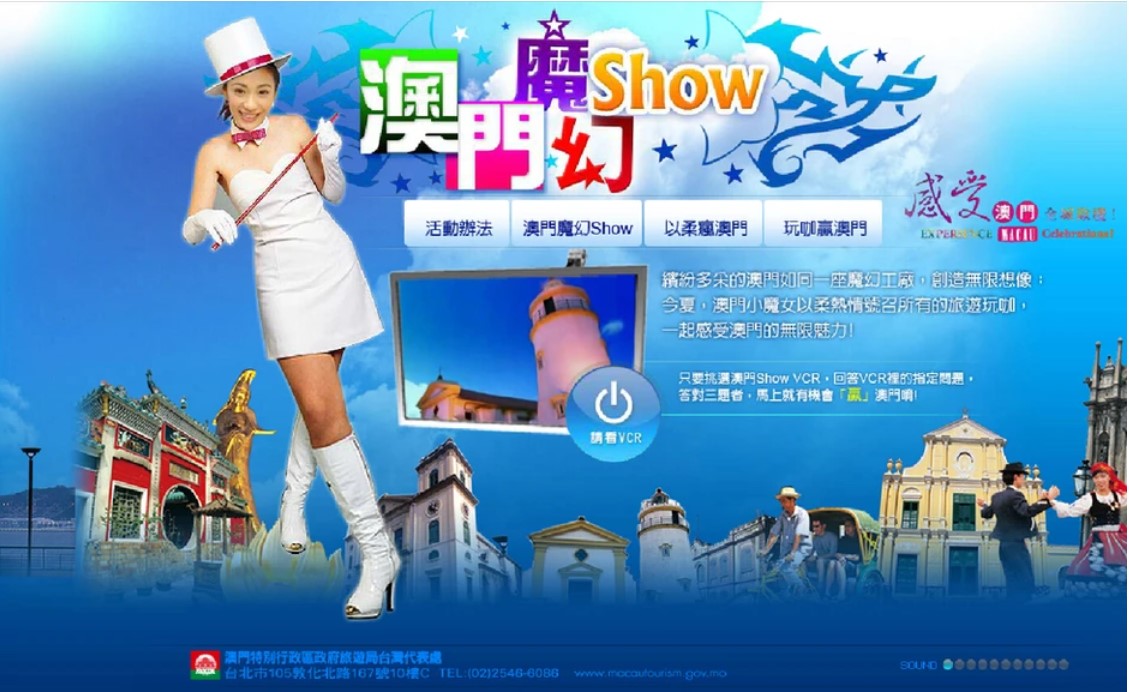 澳門魔幻Show
活動辦法
澳門魔幻Show
以柔瘋澳門
玩咖贏澳門
感受澳門
EXPERIENCE MACAU Celebrations!
繽紛多采的澳門如同一座魔幻工廠，創造無限想像；
今夏，澳門小魔女以柔熱情號召所有的旅遊玩咖，
一起感受澳門的無限魅力!
只要挑選澳門Show VCR，回答VCR裡的指定問題，
答對三題者，馬上就有機會「贏」澳門唷!
請看VCR
澳門特別行政區政府旅遊局台灣代表處
台北市105敦化北路167號10樓C TEL:(02)2546-6086 www.macautourism.gov.mo
SOUND